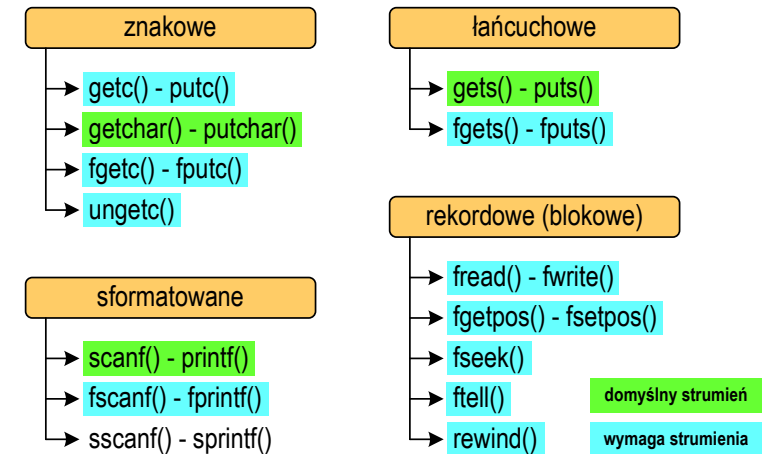 znakowe
getc() - putc()
getchar() - putchar()
fgetc() - fputc()
ungetc()
sformatowane
scanf() - printf()
fscanf() - fprintf()
sscanf() - sprintf()
łańcuchowe
gets() - puts()
fgets() - fputs()
rekordowe (blokowe)
fread() - fwrite()
fgetpos() - fsetpos()
fseek()
ftell()
rewind()
domyślny strumień
wymaga strumienia